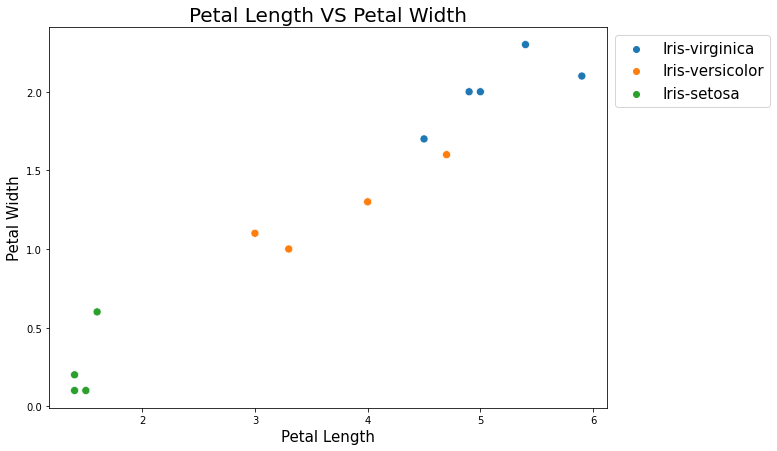 Petal Length VS Petal Width
Iris-virginica
Iris-versicolor
Iris-setosa
Petal Width
2.0
1.5
1.0
0.5
0.0
2 3 4 5 6
Petal Length